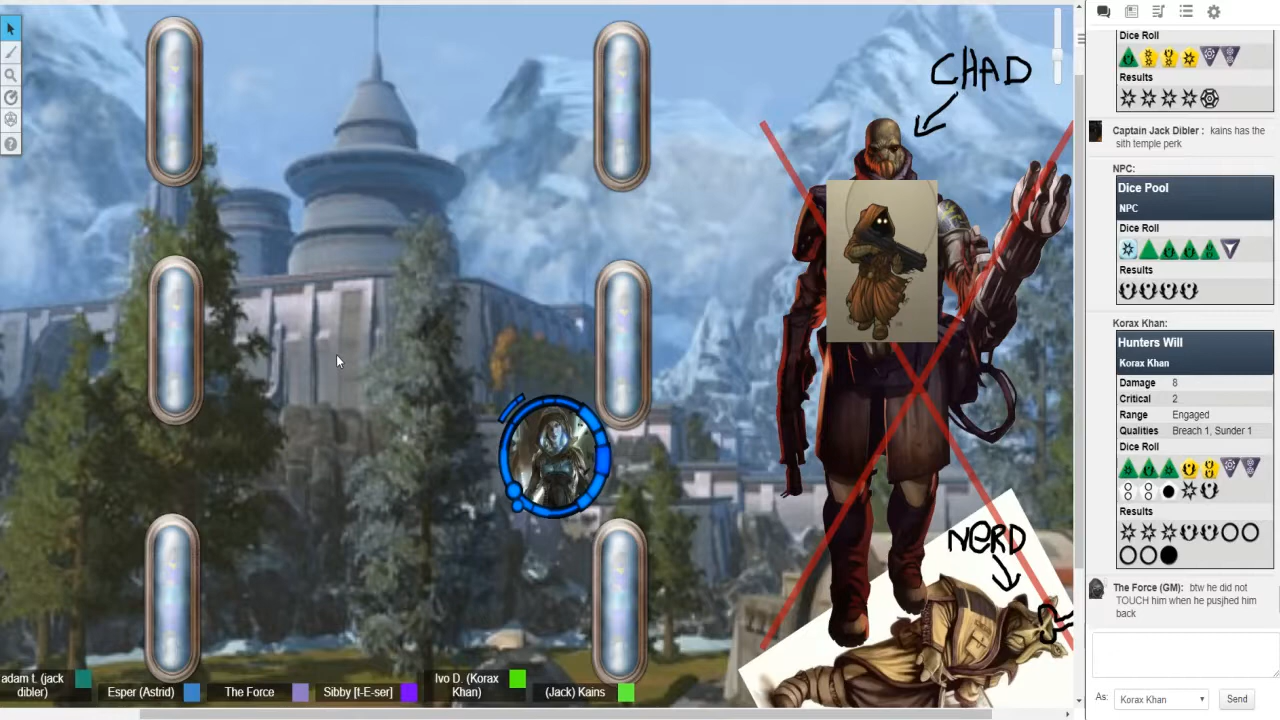 CHAD
NERD
adam t. (jack
dibler)
Esper (Astrid)
The Force
Sibby [t-E-ser]
Ivo D. (Korax
Khan)
(Jack) Kains
Dice Roll
Results
Captain Jack Dibler : kains has the
sith temple perk
NPC:
Dice Pool
NPC
Dice Roll
Results
Korax Khan:
Hunters Will
Korax Khan
Damage 8
Critical 2
Range Engaged
Qualities Breach 1, Sunder 1
Dice Roll
Results
The Force (GM): btw he did not
TOUCH him when he pusjhed him
back
As: Korax Khan Send